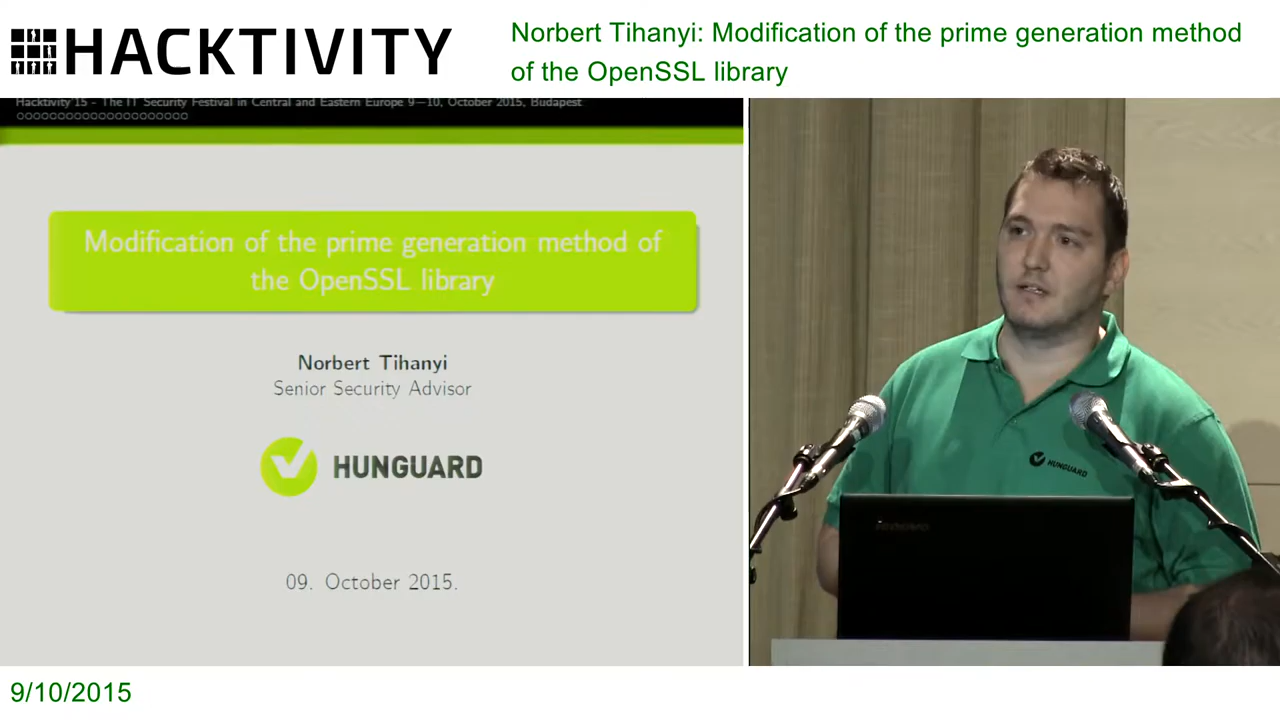 HACKTIVITY
Norbert Tihanyi: Modification of the prime generation method
of the OpenSSL library
Hacktivity'15 - The IT Security Festival in Central and Eastern Europe 9—10, October 2015, Budapest
Modification of the prime generation method of
the OpenSSL library
Norbert Tihanyi
Senior Security Advisor
HUNGUARD
09. October 2015.
HUNGUARD
lenovo
9/10/2015